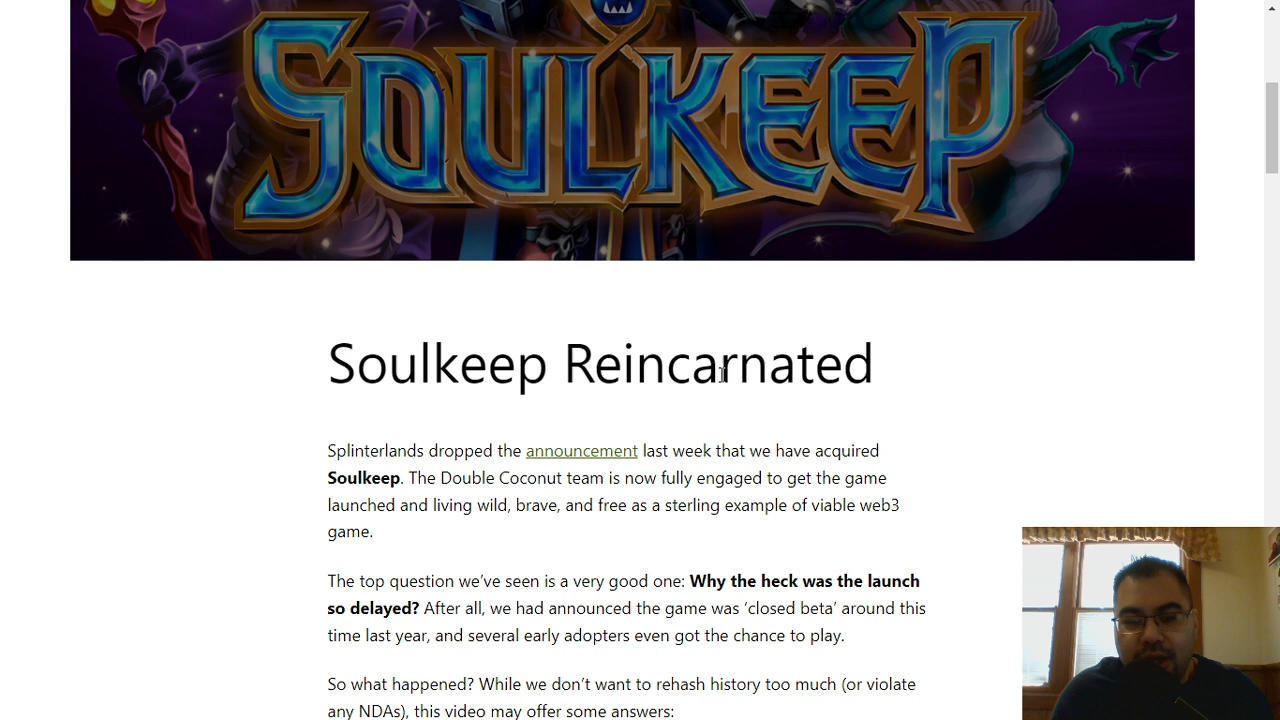 SOULKEEP
Soulkeep Reincarnated
Splinterlands dropped the announcement last week that we have acquired
Soulkeep. The Double Coconut team is now fully engaged to get the game
launched and living wild, brave, and free as a sterling example of viable web3
game.
The top question we’ve seen is a very good one: Why the heck was the launch
so delayed? After all, we had announced the game was ‘closed beta’ around this
time last year, and several early adopters even got the chance to play.
So what happened? While we don’t want to rehash history too much (or violate
any NDAs), this video may offer some answers: